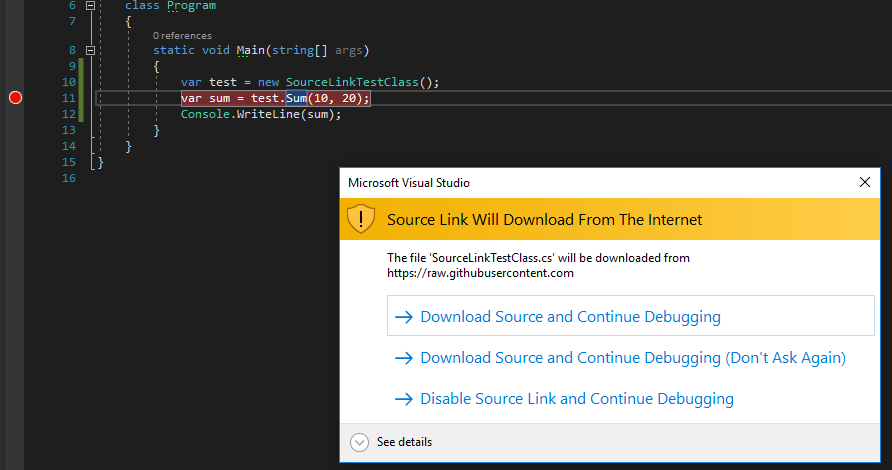 6 class Program
7 {
0 references
8 static void Main(string[] args)
9 {
10 var test = new SourceLinkTestClass();
11 var sum = test.Sum(10, 20);
12 Console.WriteLine(sum);
13 }
14 }
15 }
16
Microsoft Visual Studio
Source Link Will Download From The Internet
The file 'SourceLinkTestClass.cs' will be downloaded from
https://raw.githubusercontent.com
Download Source and Continue Debugging
Download Source and Continue Debugging (Don't Ask Again)
Disable Source Link and Continue Debugging
See details